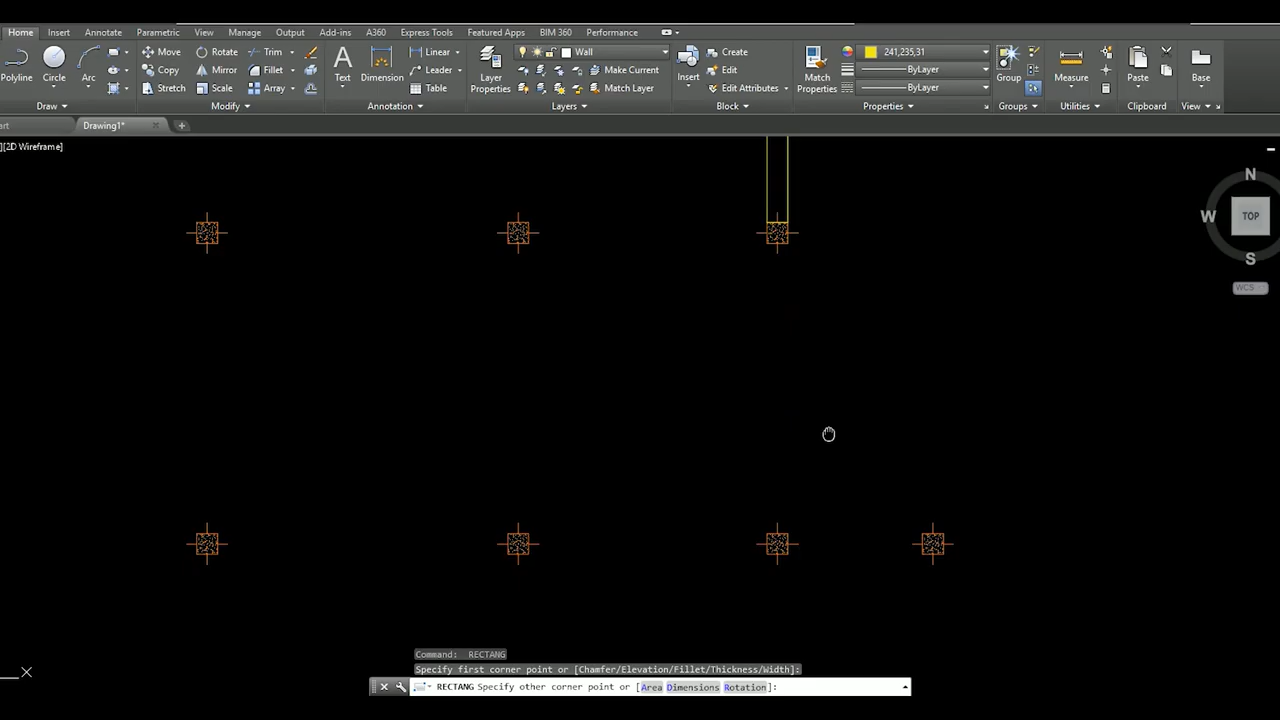 Home Insert Annotate Parametric View Manage Output Add-ins A360 Express Tools Featured Apps BIM 360 Performance
Move Rotate Trim Linear Wall Create 241,235,31
Copy Mirror Fillet Leader Make Current Edit ByLayer
Polyline Circle Arc Text Dimension Layer Properties Insert Match Properties Group Measure Paste Base
Stretch Scale Array Table Match Layer Edit Attributes ByLayer
Draw Modify Annotation Layers Block Properties Groups Utilities Clipboard View
art Drawing1*
][2D Wireframe]
N
W TOP
S
WCS
X
Command: RECTANG
Specify first corner point or [Chamfer/Elevation/Fillet/Thickness/Width]:
RECTANG Specify other corner point or [Area Dimensions Rotation]: